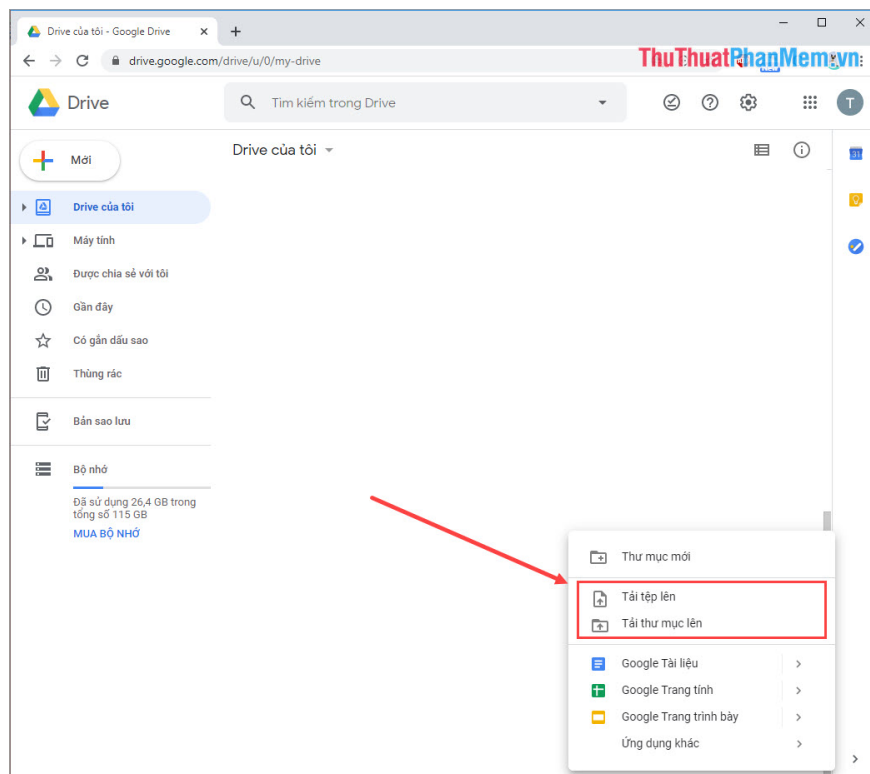 Drive của tôi - Google Drive
drive.google.com/drive/u/0/my-drive
ThuThuatPhanMem.vn
Drive
Tìm kiếm trong Drive
T
Mới
Drive của tôi
31
Drive của tôi
Máy tính
Được chia sẻ với tôi
Gần đây
Có gắn dấu sao
Thùng rác
Bản sao lưu
Bộ nhớ
Đã sử dụng 26,4 GB trong
tổng số 115 GB
MUA BỘ NHỚ
Thư mục mới
Tải tệp lên
Tải thư mục lên
Google Tài liệu
Google Trang tính
Google Trang trình bày
Ứng dụng khác